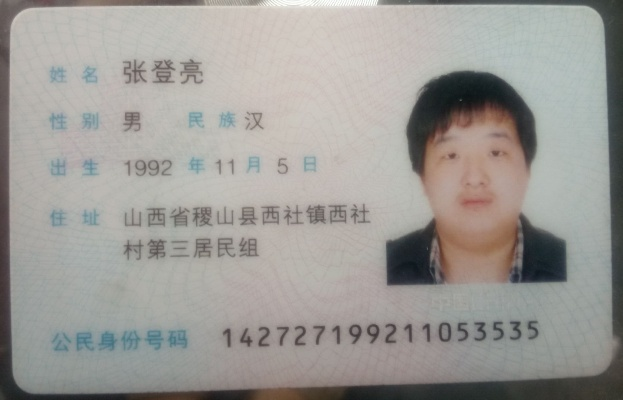 姓名 张登亮
性别 男 民族 汉
出生 1992 年 11 月 5 日
住址 山西省稷山县西社镇西社
村第三居民组
公民身份号码 142727199211053535